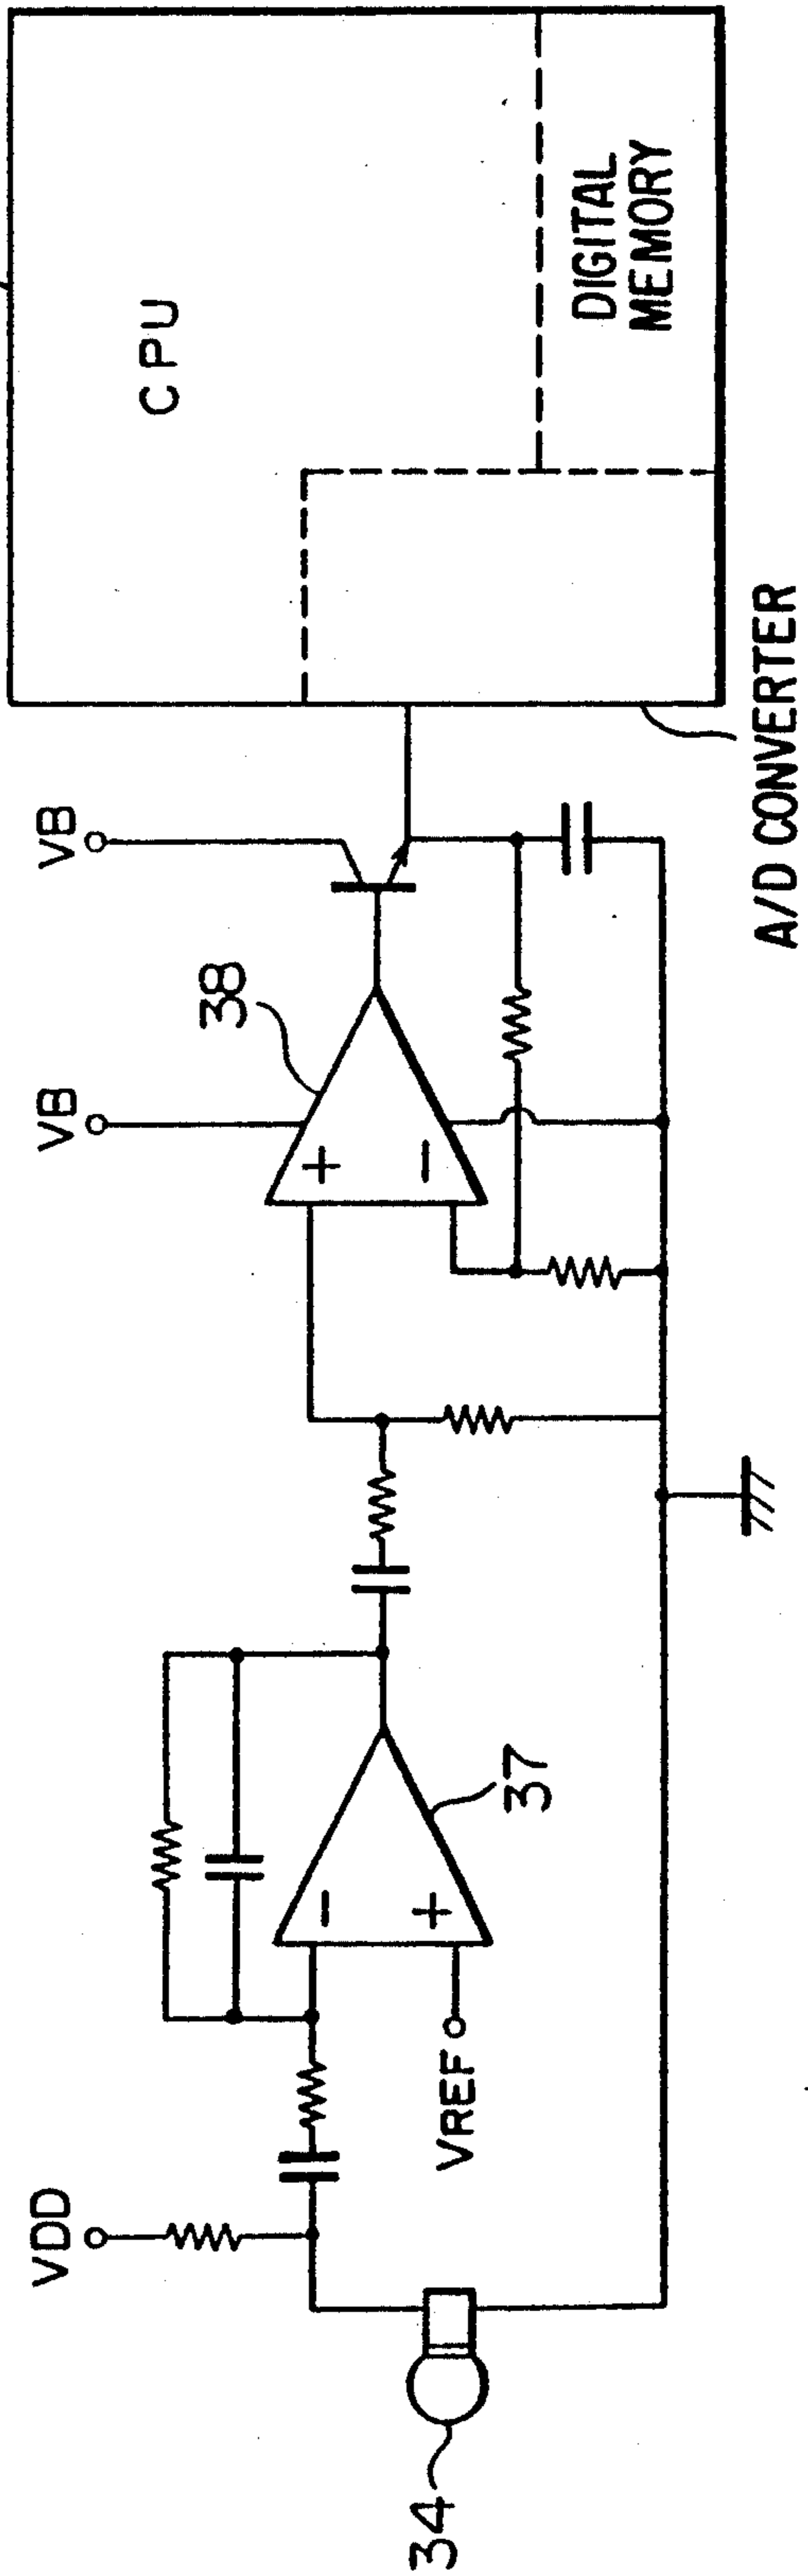 34
VDD
VREF
+
−
37
+
−
38
VB
VB
CPU
DIGITAL
MEMORY
A/D CONVERTER